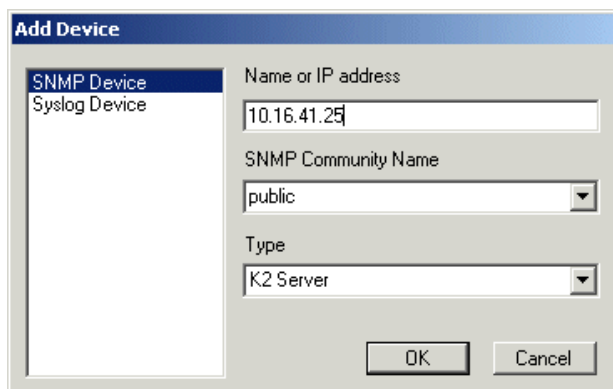 Add Device
SNMP Device
Syslog Device
Name or IP address
10.16.41.25
SNMP Community Name
public
Type
K2 Server
OK
Cancel